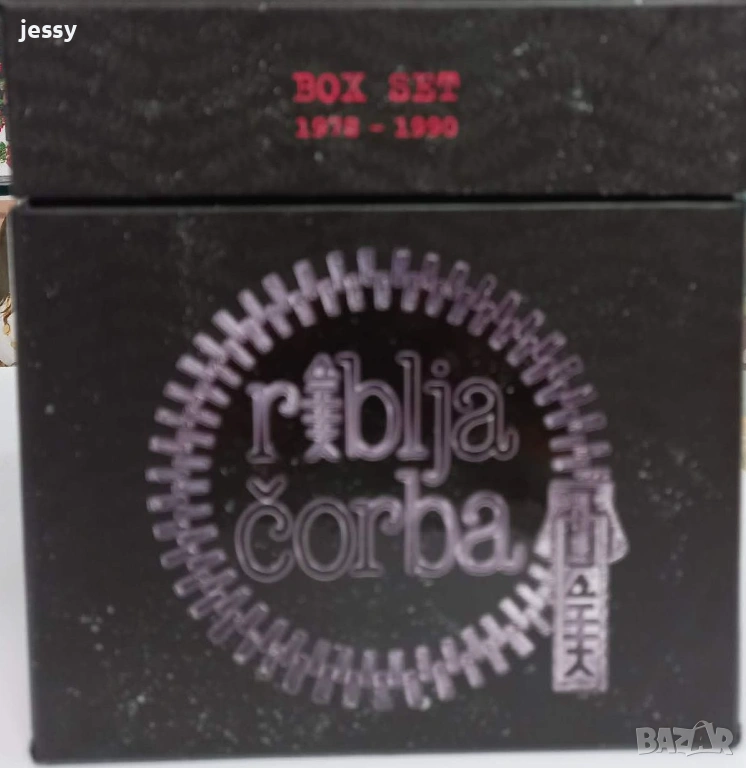 jessy
BOX SET
1978 - 1990
riblja
čorba
BAZAR